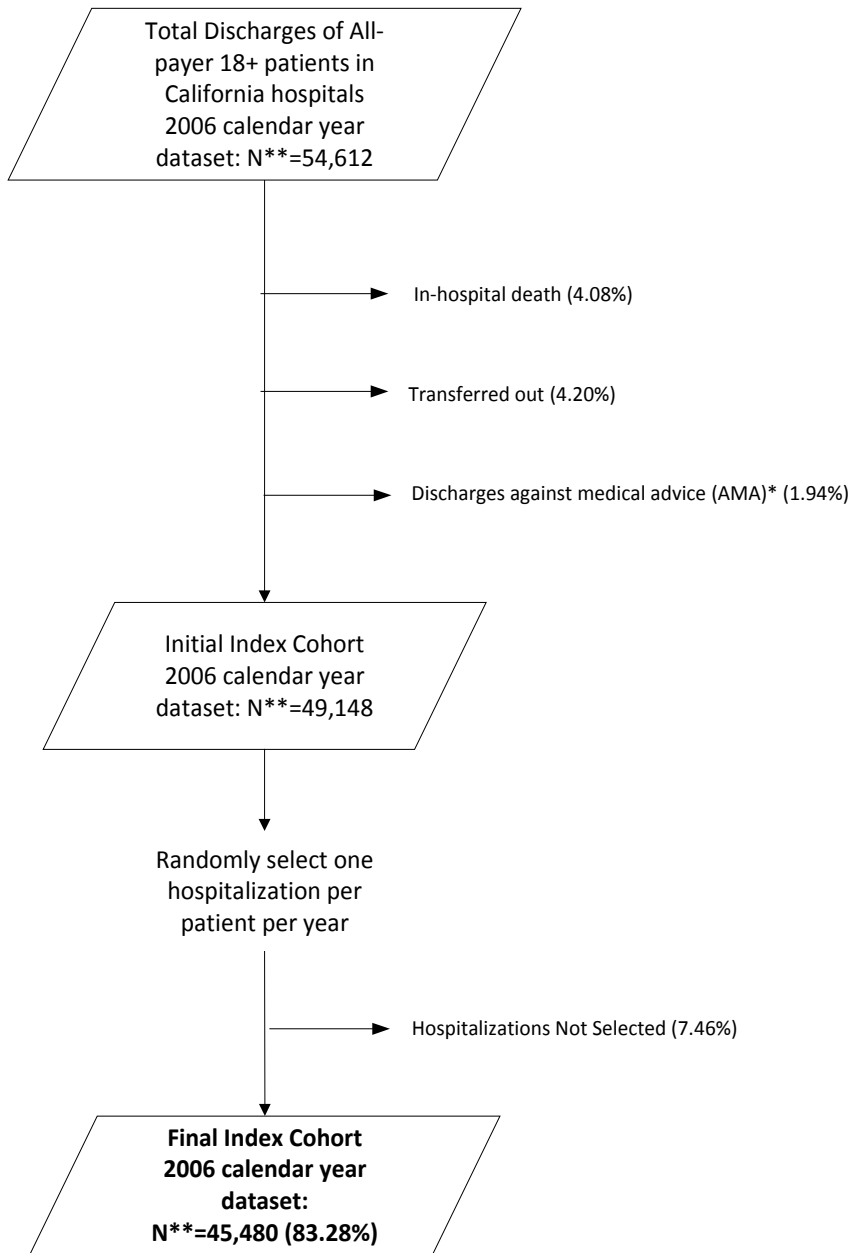 Total Discharges of All-
payer 18+ patients in
California hospitals
2006 calendar year
dataset: N**=54,612
In-hospital death (4.08%)
Transferred out (4.20%)
Discharges against medical advice (AMA)* (1.94%)
Initial Index Cohort
2006 calendar year
dataset: N**=49,148
Randomly select one
hospitalization per
patient per year
Hospitalizations Not Selected (7.46%)
Final Index Cohort
2006 calendar year
dataset:
N**=45,480 (83.28%)